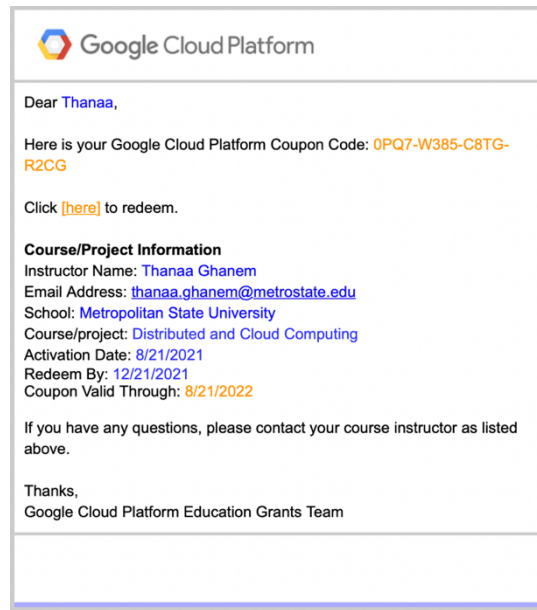 Google Cloud Platform
Dear Thanaa,
Here is your Google Cloud Platform Coupon Code: 0PQ7-W385-C8TG-
R2CG
Click [here] to redeem.
Course/Project Information
Instructor Name: Thanaa Ghanem
Email Address: thanaa.ghanem@metrostate.edu
School: Metropolitan State University
Course/project: Distributed and Cloud Computing
Activation Date: 8/21/2021
Redeem By: 12/21/2021
Coupon Valid Through: 8/21/2022
If you have any questions, please contact your course instructor as listed
above.
Thanks,
Google Cloud Platform Education Grants Team